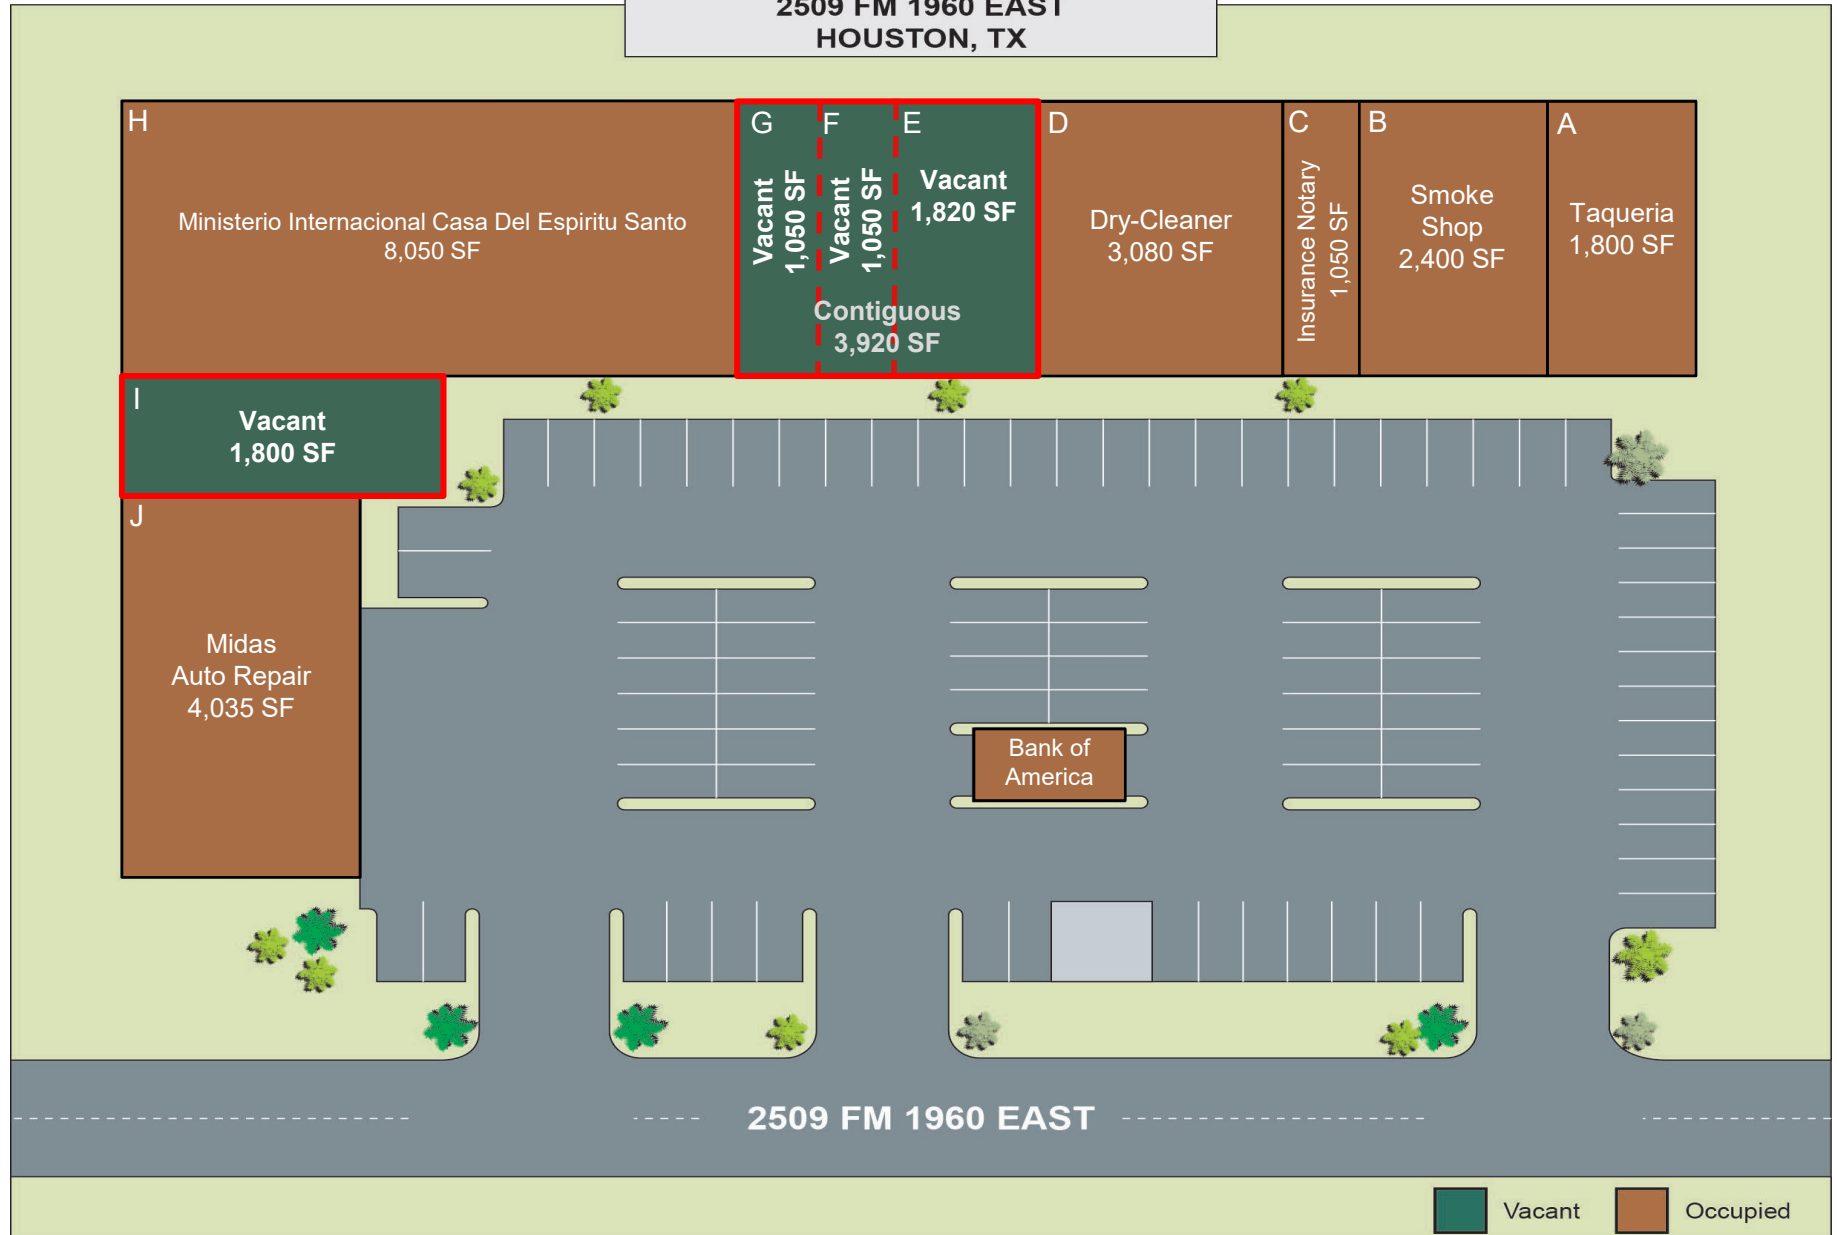 2509 FM 1960 EAST
HOUSTON, TX
H
Ministerio Internacional Casa Del Espiritu Santo
8,050 SF
G
Vacant
1,050 SF
F
Vacant
1,050 SF
E
Vacant
1,820 SF
Contiguous
3,920 SF
D
Dry-Cleaner
3,080 SF
C
Insurance Notary
1,050 SF
B
Smoke
Shop
2,400 SF
A
Taqueria
1,800 SF
I
Vacant
1,800 SF
J
Midas
Auto Repair
4,035 SF
Bank of
America
2509 FM 1960 EAST
Vacant
Occupied